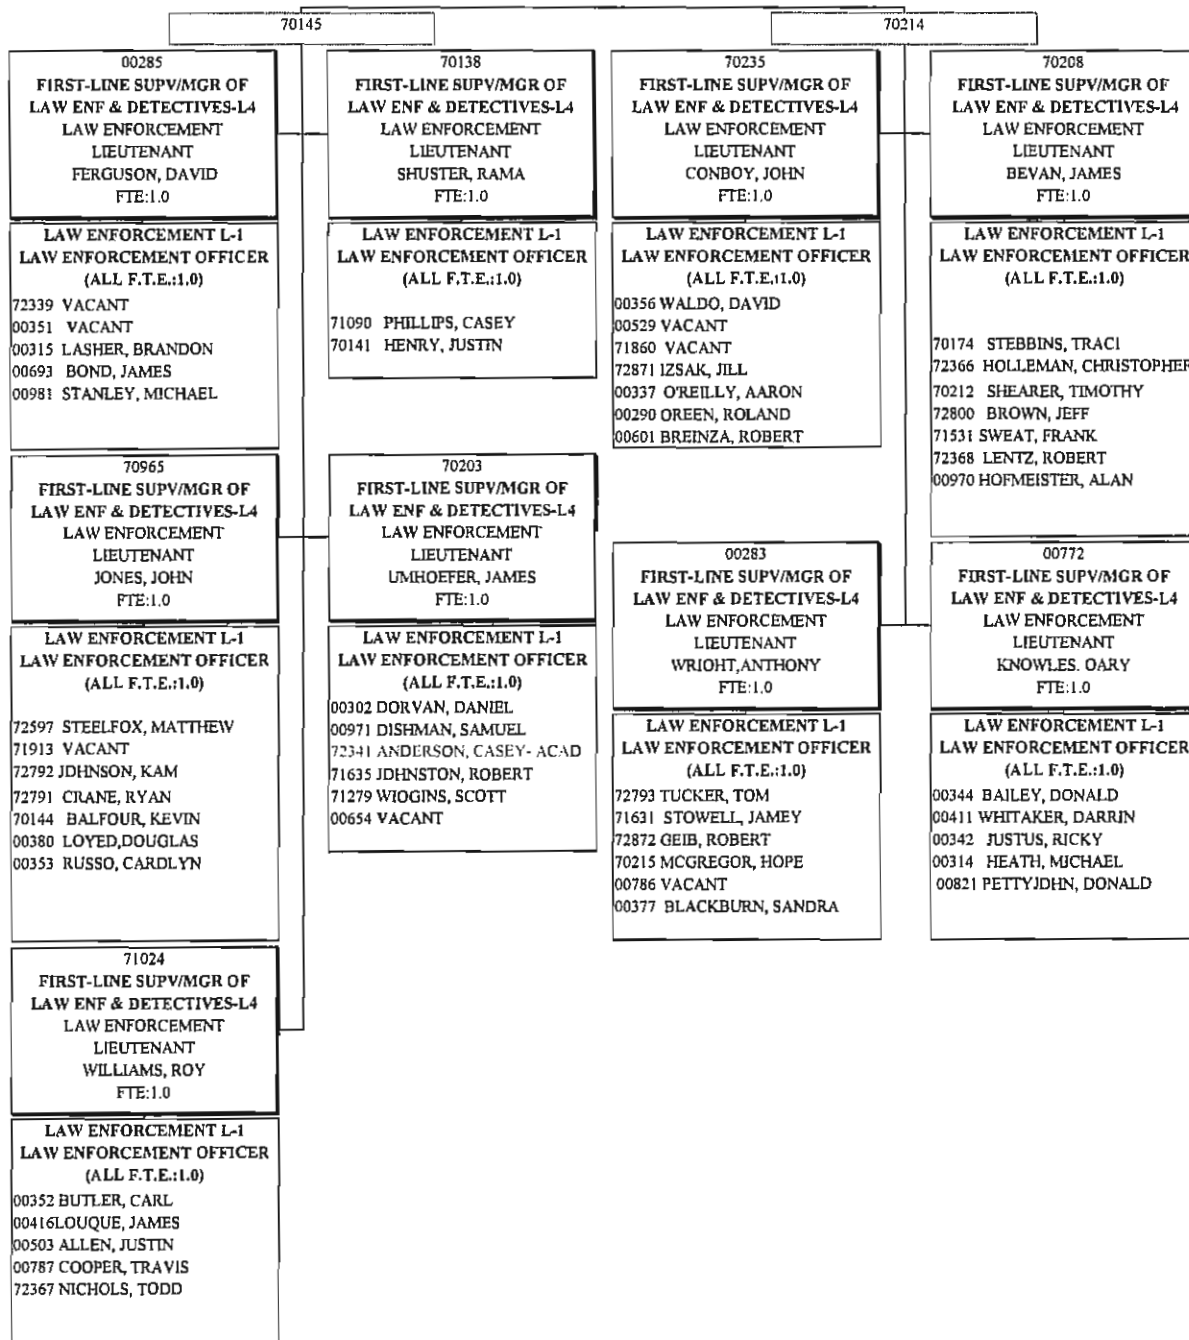 70145
70214
00285
FIRST-LINE SUPV/MGR OF
LAW ENF & DETECTIVES-L4
LAW ENFORCEMENT
LIEUTENANT
FERGUSON, DAVID
FTE:1.0
LAW ENFORCEMENT L-1
LAW ENFORCEMENT OFFICER
(ALL F.T.E.:1.0)
72339 VACANT
00351 VACANT
00315 LASHER, BRANDON
00693 BOND, JAMES
00981 STANLEY, MICHAEL
70138
FIRST-LINE SUPV/MGR OF
LAW ENF & DETECTIVES-L4
LAW ENFORCEMENT
LIEUTENANT
SHUSTER, RAMA
FTE:1.0
LAW ENFORCEMENT L-1
LAW ENFORCEMENT OFFICER
(ALL F.T.E.:1.0)
71090 PHILLIPS, CASEY
70141 HENRY, JUSTIN
70235
FIRST-LINE SUPV/MGR OF
LAW ENF & DETECTIVES-L4
LAW ENFORCEMENT
LIEUTENANT
CONBOY, JOHN
FTE:1.0
LAW ENFORCEMENT L-1
LAW ENFORCEMENT OFFICER
(ALL F.T.E.:1.0)
00356 WALDO, DAVID
00529 VACANT
71860 VACANT
72871 IZSAK, JILL
00337 O'REILLY, AARON
00290 OREEN, ROLAND
00601 BREINZA, ROBERT
70208
FIRST-LINE SUPV/MGR OF
LAW ENF & DETECTIVES-L4
LAW ENFORCEMENT
LIEUTENANT
BEVAN, JAMES
FTE:1.0
LAW ENFORCEMENT L-1
LAW ENFORCEMENT OFFICER
(ALL F.T.E.:1.0)
70174 STEBBINS, TRACI
72366 HOLLEMAN, CHRISTOPHER
70212 SHEARER, TIMOTHY
72800 BROWN, JEFF
71531 SWEAT, FRANK
72368 LENTZ, ROBERT
00970 HOFMEISTER, ALAN
70965
FIRST-LINE SUPV/MGR OF
LAW ENF & DETECTIVES-L4
LAW ENFORCEMENT
LIEUTENANT
JONES, JOHN
FTE:1.0
LAW ENFORCEMENT L-1
LAW ENFORCEMENT OFFICER
(ALL F.T.E.:1.0)
72597 STEELFOX, MATTHEW
71913 VACANT
72792 JDHNSON, KAM
72791 CRANE, RYAN
70144 BALFOUR, KEVIN
00380 LOYED,DOUGLAS
00353 RUSSO, CARDLYN
70203
FIRST-LINE SUPV/MGR OF
LAW ENF & DETECTIVES-L4
LAW ENFORCEMENT
LIEUTENANT
UMHOEFER, JAMES
FTE:1.0
LAW ENFORCEMENT L-1
LAW ENFORCEMENT OFFICER
(ALL F.T.E.:1.0)
00302 DORVAN, DANIEL
00971 DISHMAN, SAMUEL
72341 ANDERSON, CASEY- ACAD
71635 JDHNSTON, ROBERT
71279 WIOGINS, SCOTT
00654 VACANT
00283
FIRST-LINE SUPV/MGR OF
LAW ENF & DETECTIVES-L4
LAW ENFORCEMENT
LIEUTENANT
WRIOHT,ANTHONY
FTE:1.0
LAW ENFORCEMENT L-1
LAW ENFORCEMENT OFFICER
(ALL F.T.E.:1.0)
72793 TUCKER, TOM
71631 STOWELL, JAMEY
72872 GEIB, ROBERT
70215 MCGREGOR, HOPE
00786 VACANT
00377 BLACKBURN, SANDRA
00772
FIRST-LINE SUPV/MGR OF
LAW ENF & DETECTIVES-L4
LAW ENFORCEMENT
LIEUTENANT
KNOWLES. OARY
FTE:1.0
LAW ENFORCEMENT L-1
LAW ENFORCEMENT OFFICER
(ALL F.T.E.:1.0)
00344 BAILEY, DONALD
00411 WHITAKER, DARRIN
00342 JUSTUS, RICKY
00314 HEATH, MICHAEL
00821 PETTYJDHN, DONALD
71024
FIRST-LINE SUPV/MGR OF
LAW ENF & DETECTIVES-L4
LAW ENFORCEMENT
LIEUTENANT
WILLIAMS, ROY
FTE:1.0
LAW ENFORCEMENT L-1
LAW ENFORCEMENT OFFICER
(ALL F.T.E.:1.0)
00352 BUTLER, CARL
00416LOUQUE, JAMES
00503 ALLEN, JUSTIN
00787 COOPER, TRAVIS
72367 NICHOLS, TODD